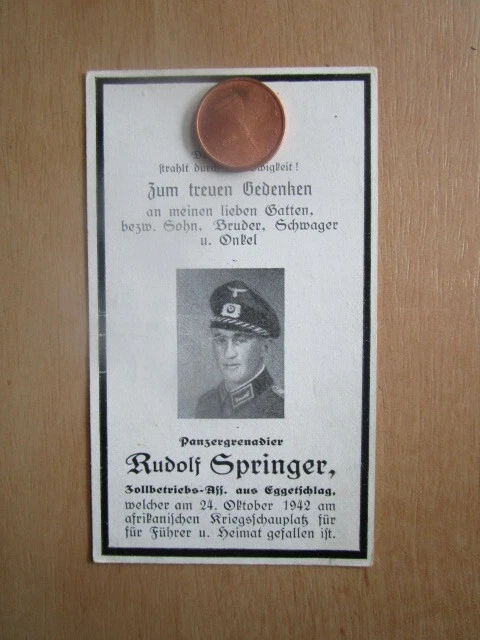 strahlt durch Ewigkeit!
Zum treuen Gedenken
an meinen lieben Gatten,
bezw. Sohn, Bruder, Schwager
u. Onkel
Panzergrenadier
Rudolf Springer,
Zollbetriebs-Ass. aus Eggetschlag,
welcher am 24. Oktober 1942 am
afrikanischen Kriegsschauplatz für
für Führer u. Heimat gefallen ist.